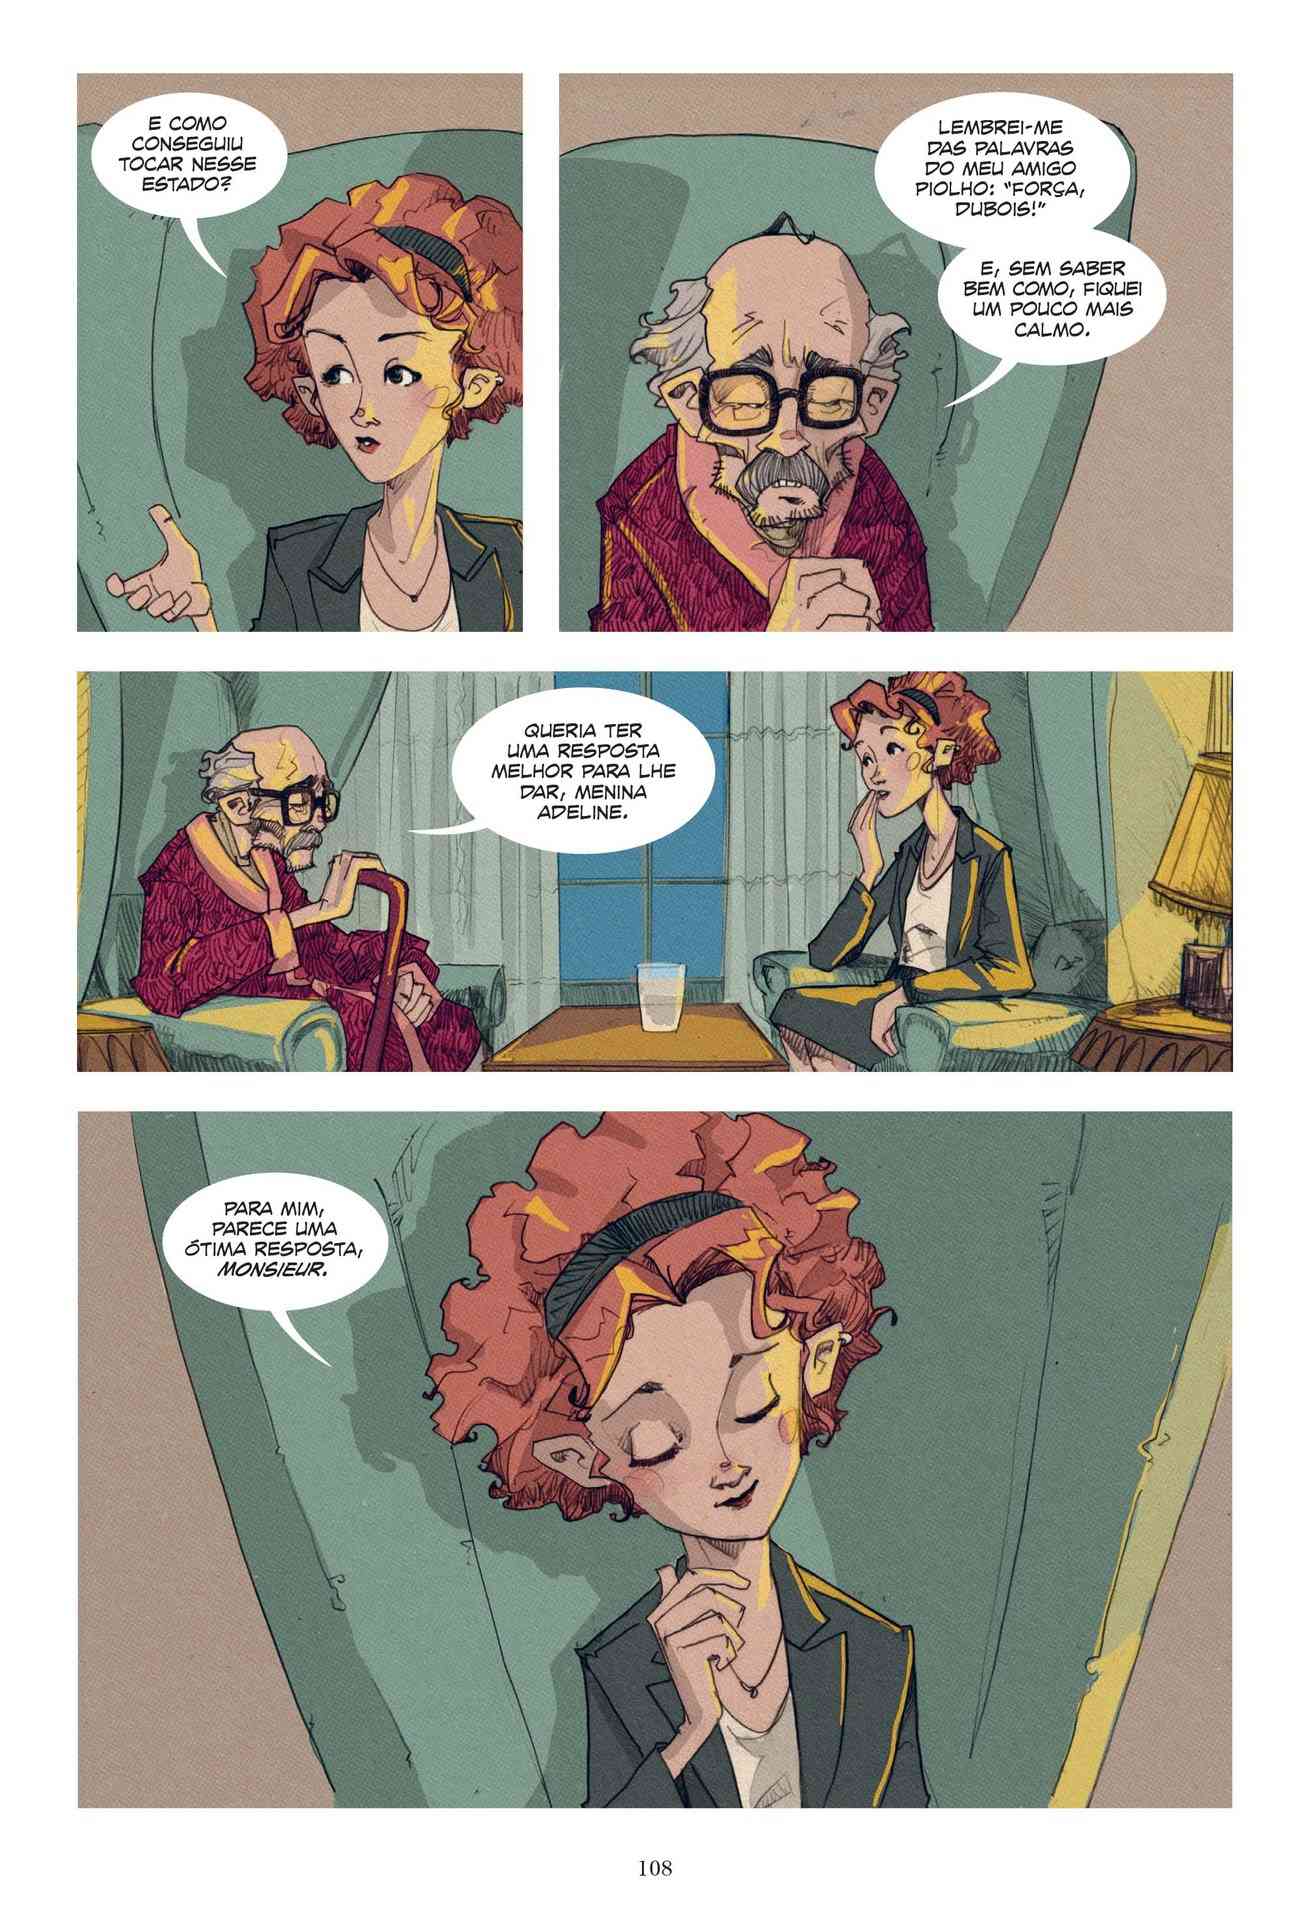 E COMO
CONSEGUIU
TOCAR NESSE
ESTADO?
LEMBREI-ME
DAS PALAVRAS
DO MEU AMIGO
PIOLHO: "FORÇA,
DUBOIS!"
E, SEM SABER
BEM COMO, FIQUEI
UM POUCO MAIS
CALMO.
QUERIA TER
UMA RESPOSTA
MELHOR PARA LHE
DAR, MENINA
ADELINE.
PARA MIM,
PARECE UMA
ÓTIMA RESPOSTA,
MONSIEUR.
108